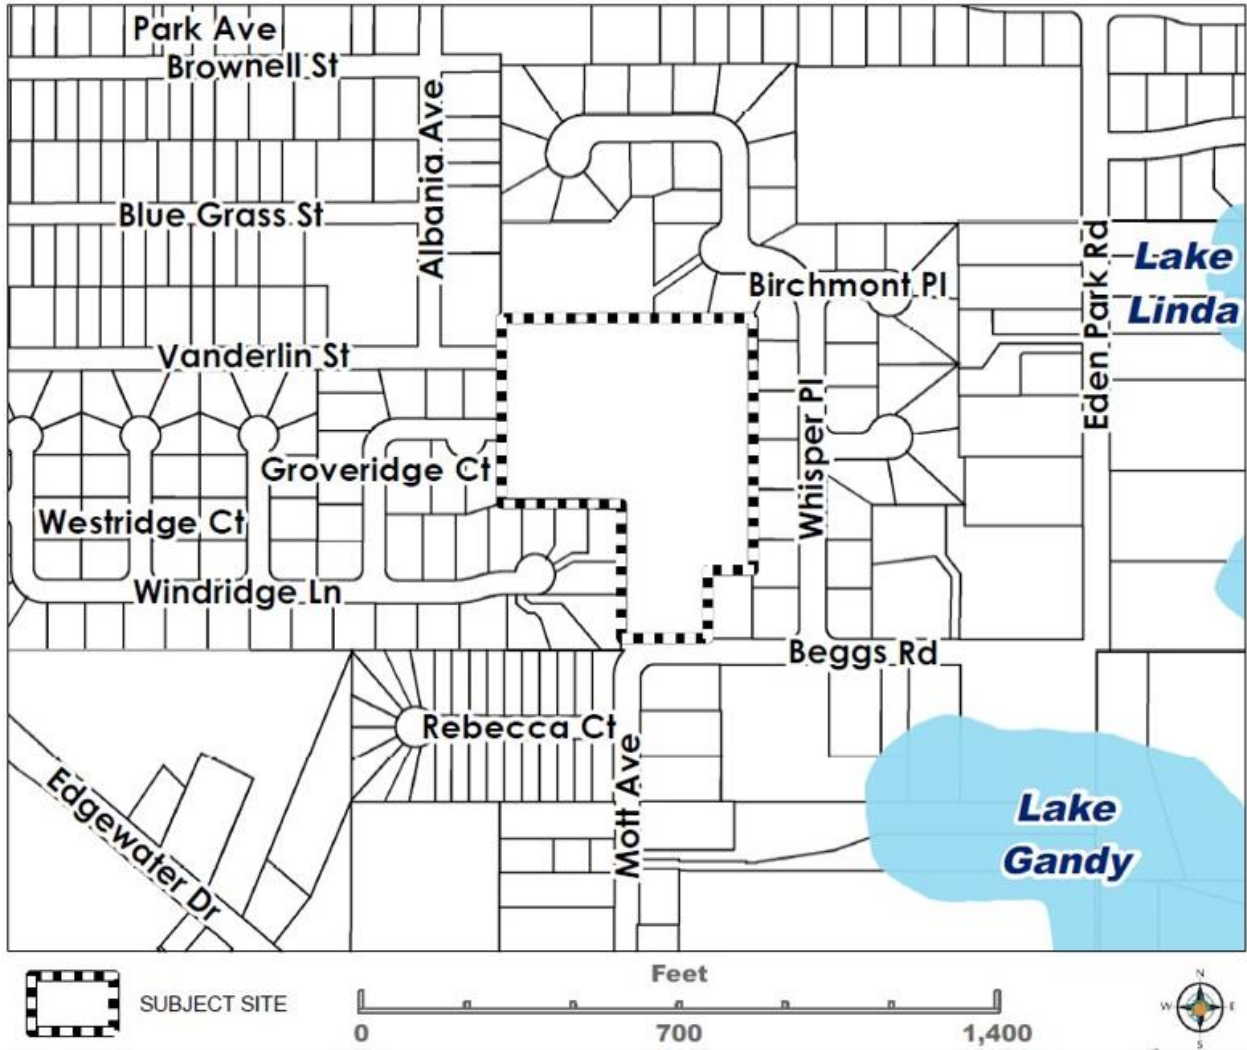 Park Ave
Brownell St
Albania Ave
Blue Grass St
Eden Park Rd
Lake
Linda
Birchmont Pl
Vanderlin St
Whisper Pl
Groveridge Ct
Westridge Ct
Windridge Ln
Beggs Rd
Rebecca Ct
Mott Ave
Edgewater Dr
Lake
Gandy
SUBJECT SITE
Feet
0 700 1,400
N
W E
S